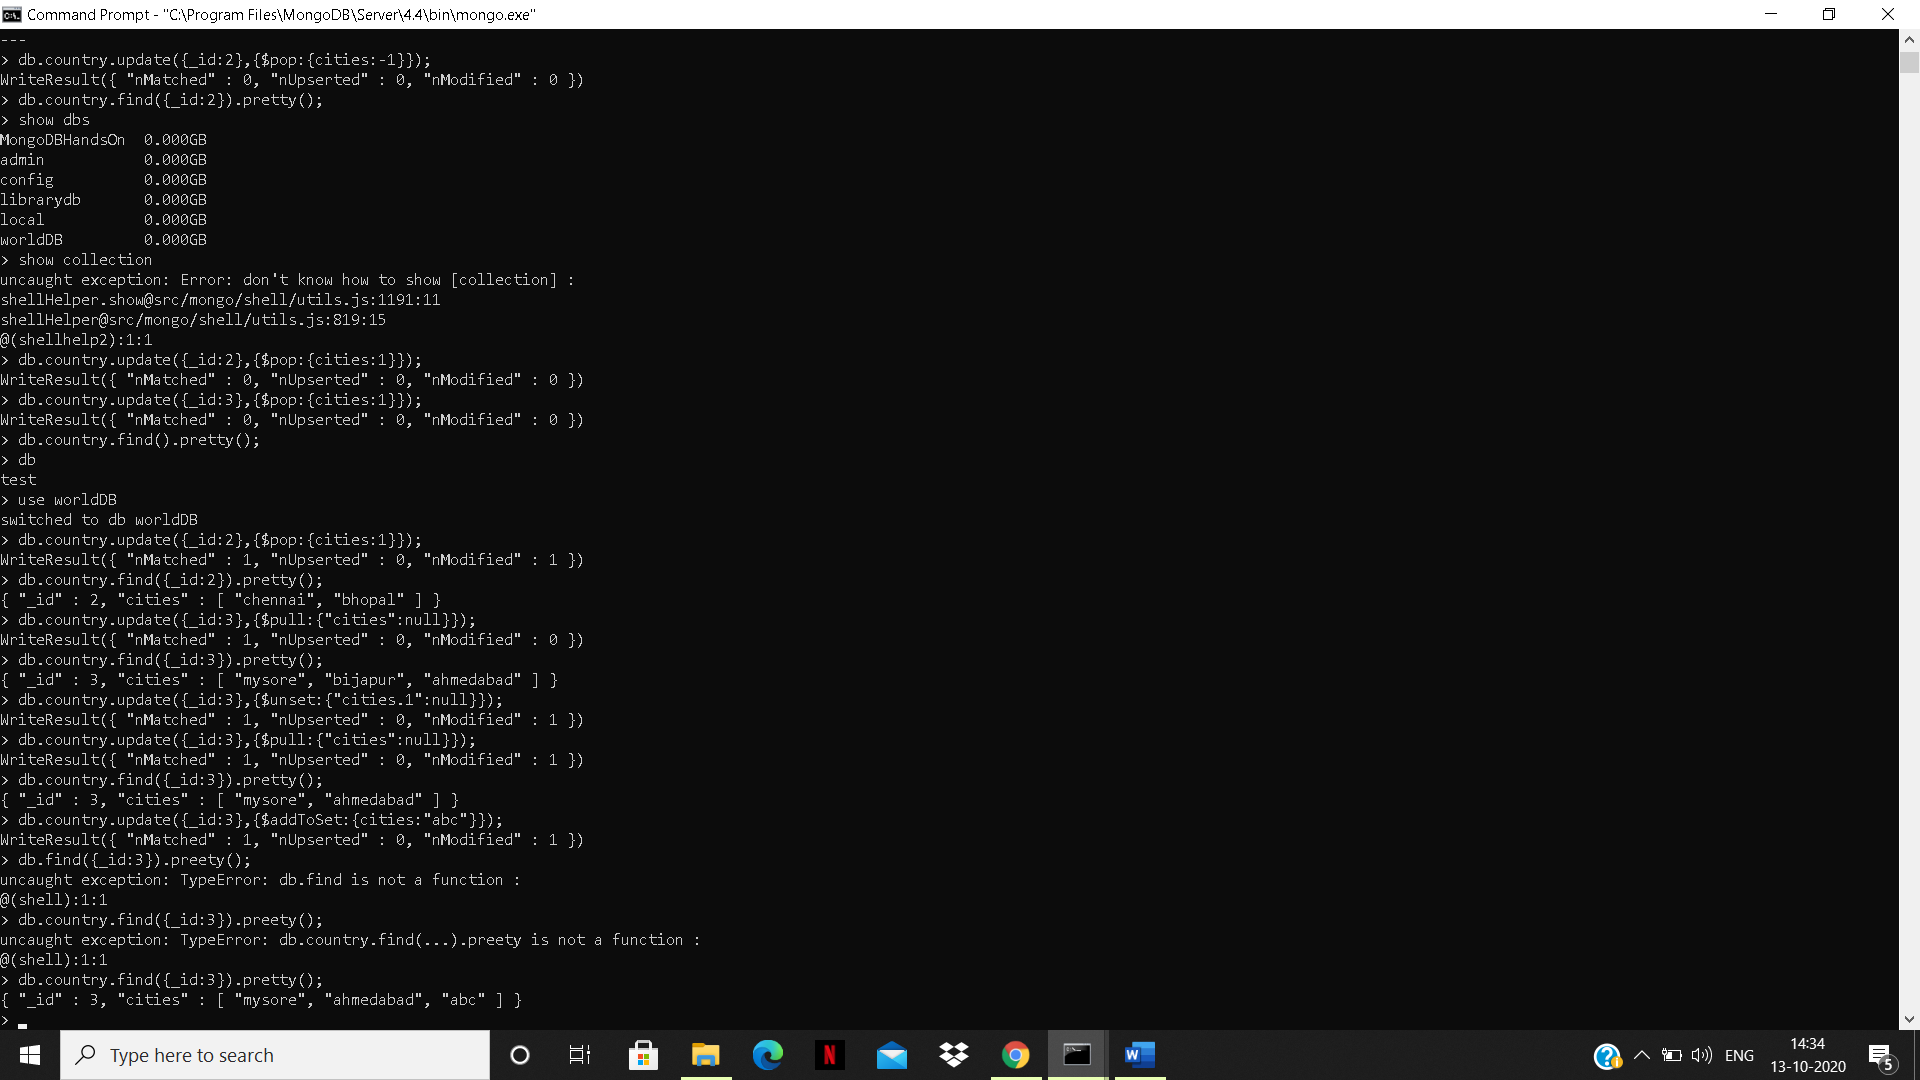 Command Prompt - "C:\Program Files\MongoDB\Server\4.4\bin\mongo.exe"
---
> db.country.update({_id:2},{$pop:{cities:-1}});
WriteResult({ "nMatched" : 0, "nUpserted" : 0, "nModified" : 0 })
> db.country.find({_id:2}).pretty();
> show dbs
MongoDBHandsOn  0.000GB
admin           0.000GB
config          0.000GB
librarydb       0.000GB
local           0.000GB
worldDB         0.000GB
> show collection
uncaught exception: Error: don't know how to show [collection] :
shellHelper.show@src/mongo/shell/utils.js:1191:11
shellHelper@src/mongo/shell/utils.js:819:15
@(shellhelp2):1:1
> db.country.update({_id:2},{$pop:{cities:1}});
WriteResult({ "nMatched" : 0, "nUpserted" : 0, "nModified" : 0 })
> db.country.update({_id:3},{$pop:{cities:1}});
WriteResult({ "nMatched" : 0, "nUpserted" : 0, "nModified" : 0 })
> db.country.find().pretty();
> db
test
> use worldDB
switched to db worldDB
> db.country.update({_id:2},{$pop:{cities:1}});
WriteResult({ "nMatched" : 1, "nUpserted" : 0, "nModified" : 1 })
> db.country.find({_id:2}).pretty();
{ "_id" : 2, "cities" : [ "chennai", "bhopal" ] }
> db.country.update({_id:3},{$pull:{"cities":null}});
WriteResult({ "nMatched" : 1, "nUpserted" : 0, "nModified" : 0 })
> db.country.find({_id:3}).pretty();
{ "_id" : 3, "cities" : [ "mysore", "bijapur", "ahmedabad" ] }
> db.country.update({_id:3},{$unset:{"cities.1":null}});
WriteResult({ "nMatched" : 1, "nUpserted" : 0, "nModified" : 1 })
> db.country.update({_id:3},{$pull:{"cities":null}});
WriteResult({ "nMatched" : 1, "nUpserted" : 0, "nModified" : 1 })
> db.country.find({_id:3}).pretty();
{ "_id" : 3, "cities" : [ "mysore", "ahmedabad" ] }
> db.country.update({_id:3},{$addToSet:{cities:"abc"}});
WriteResult({ "nMatched" : 1, "nUpserted" : 0, "nModified" : 1 })
> db.find({_id:3}).preety();
uncaught exception: TypeError: db.find is not a function :
@(shell):1:1
> db.country.find({_id:3}).preety();
uncaught exception: TypeError: db.country.find(...).preety is not a function :
@(shell):1:1
> db.country.find({_id:3}).pretty();
{ "_id" : 3, "cities" : [ "mysore", "ahmedabad", "abc" ] }
>
Type here to search
ENG
14:34
13-10-2020
5